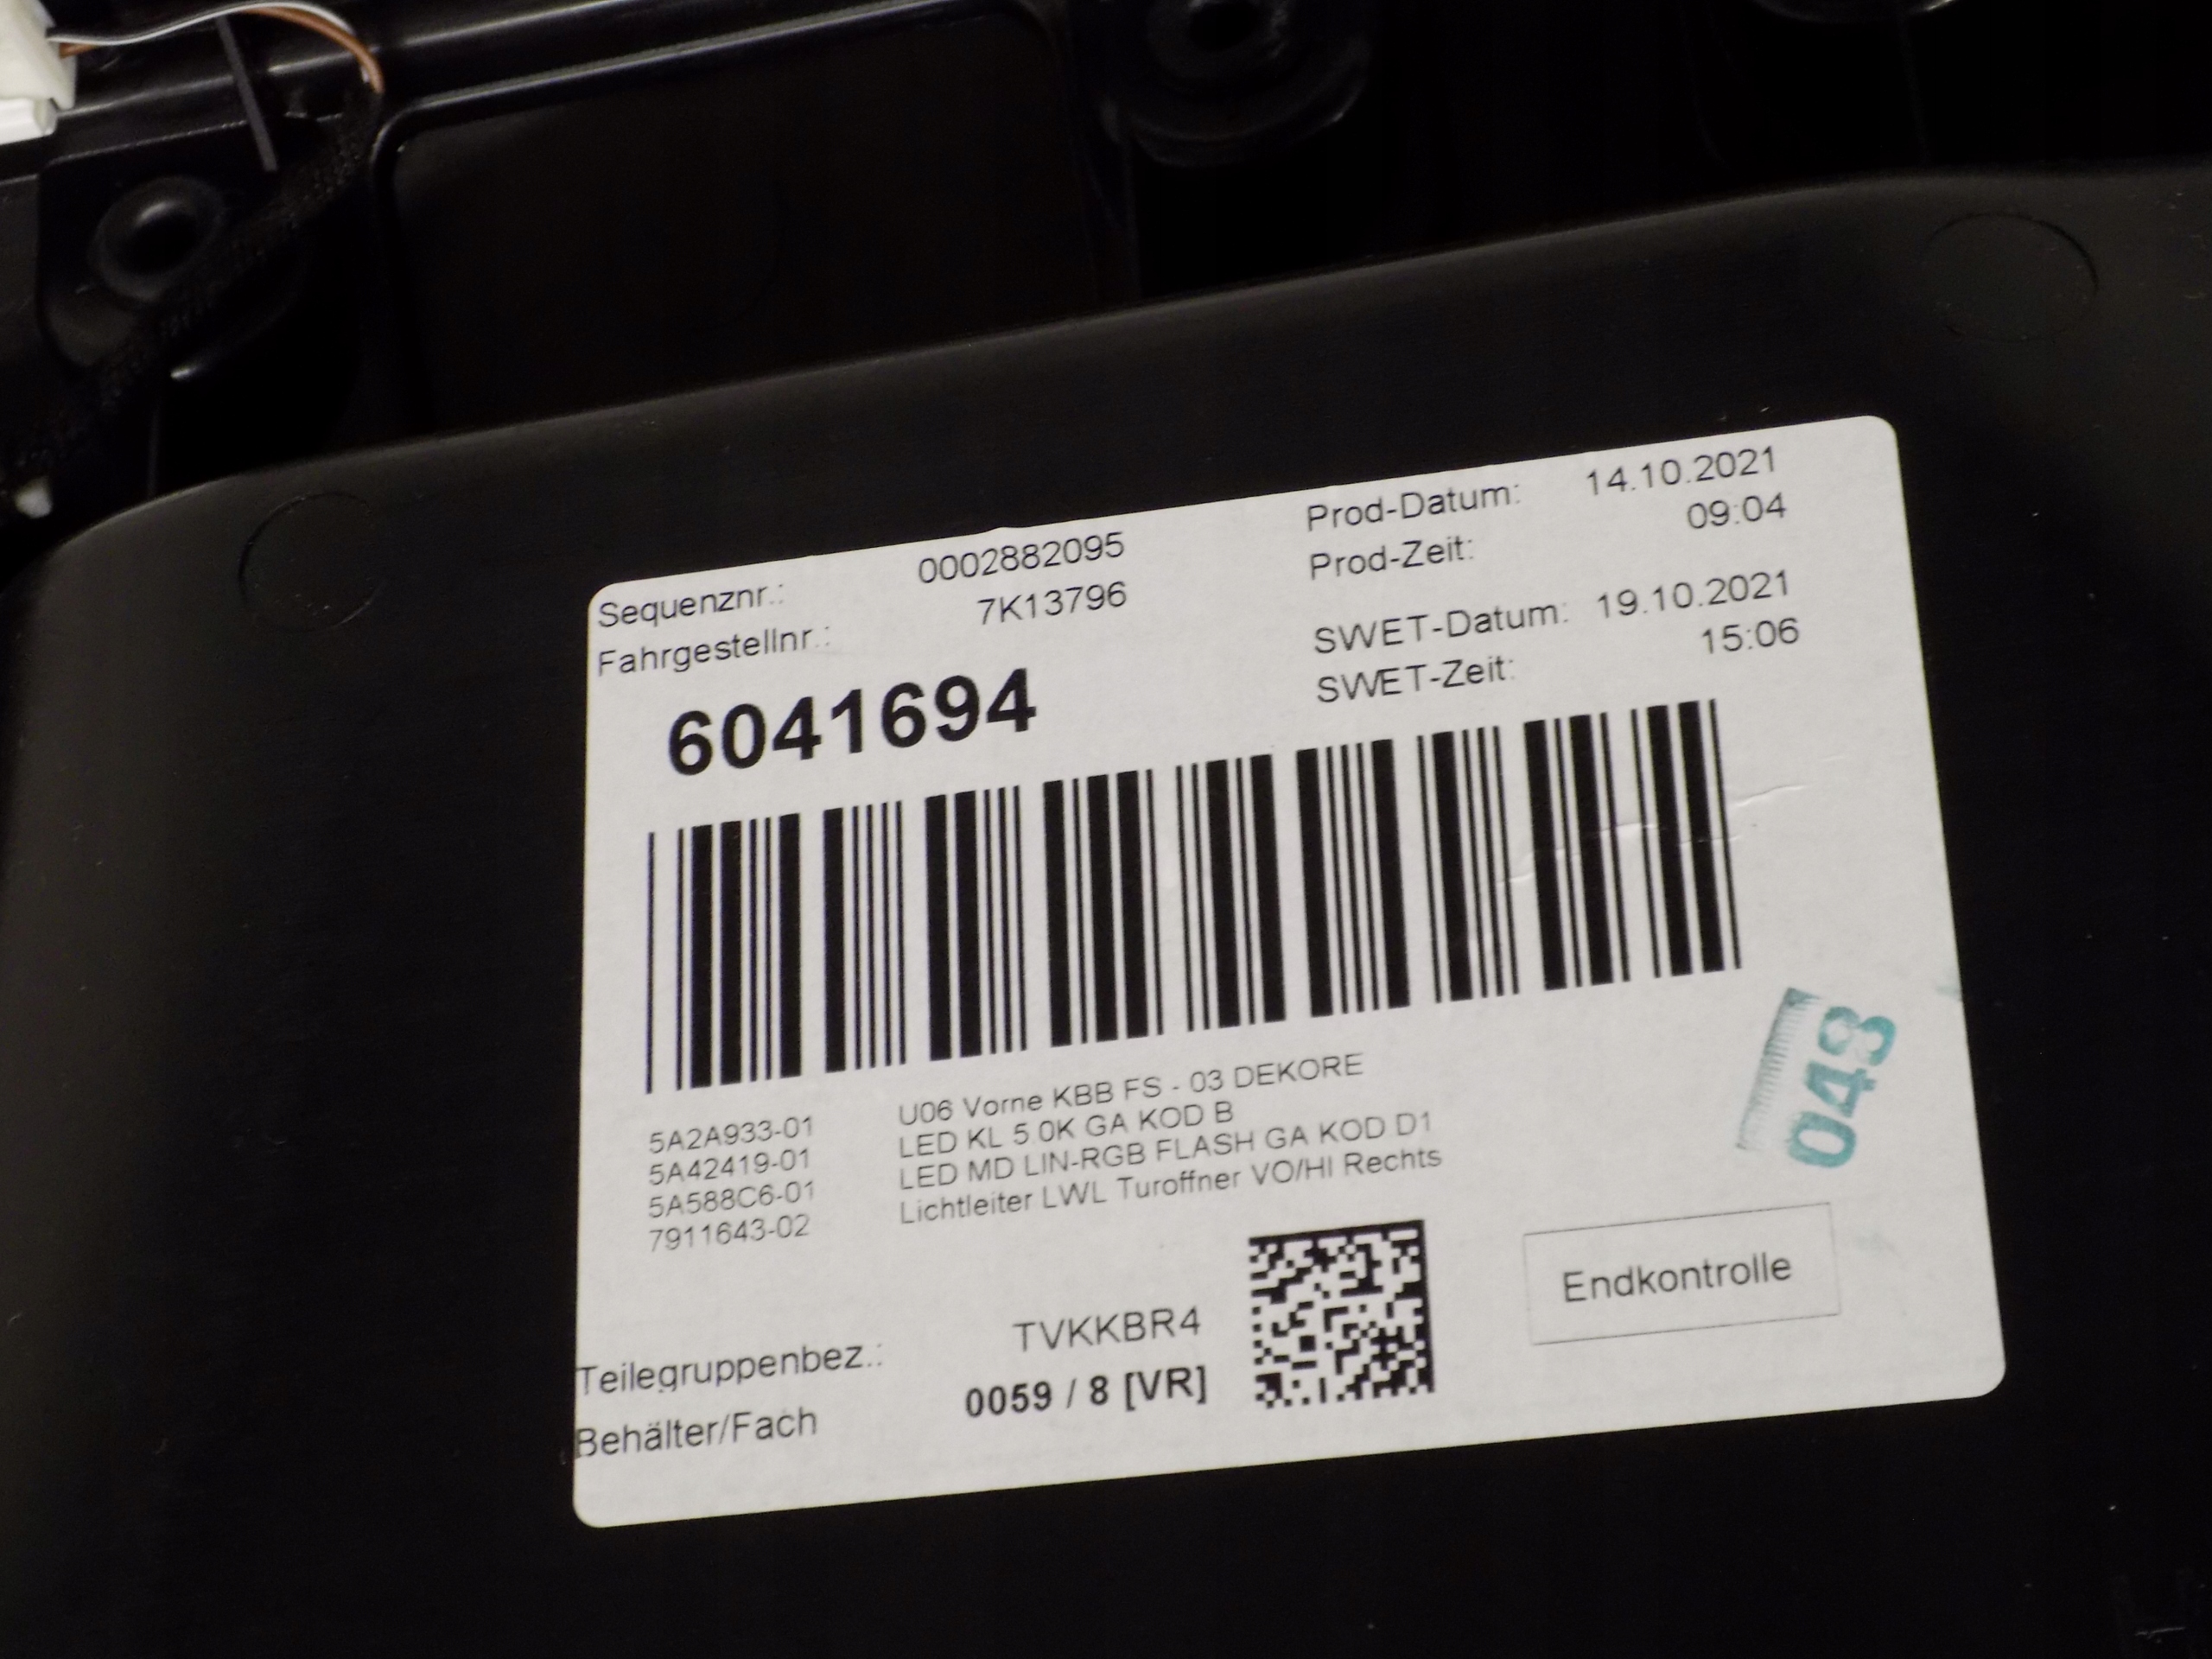 Sequenznr.: 0002882095
Fahrgestellnr.: 7K13796
Prod-Datum: 14.10.2021
Prod-Zeit: 09:04
SWET-Datum: 19.10.2021
SWET-Zeit: 15:06
6041694
5A2A933-01 U06 Vorne KBB FS - 03 DEKORE
5A42419-01 LED KL 5.0K GA KOD B
5A588C6-01 LED MD LIN-RGB FLASH GA KOD D1
7911643-02 Lichtleiter LWL Turoffner VO/HI Rechts
043
Endkontrolle
Teilegruppenbez.: TVKKBR4
Behälter/Fach 0059 / 8 [VR]